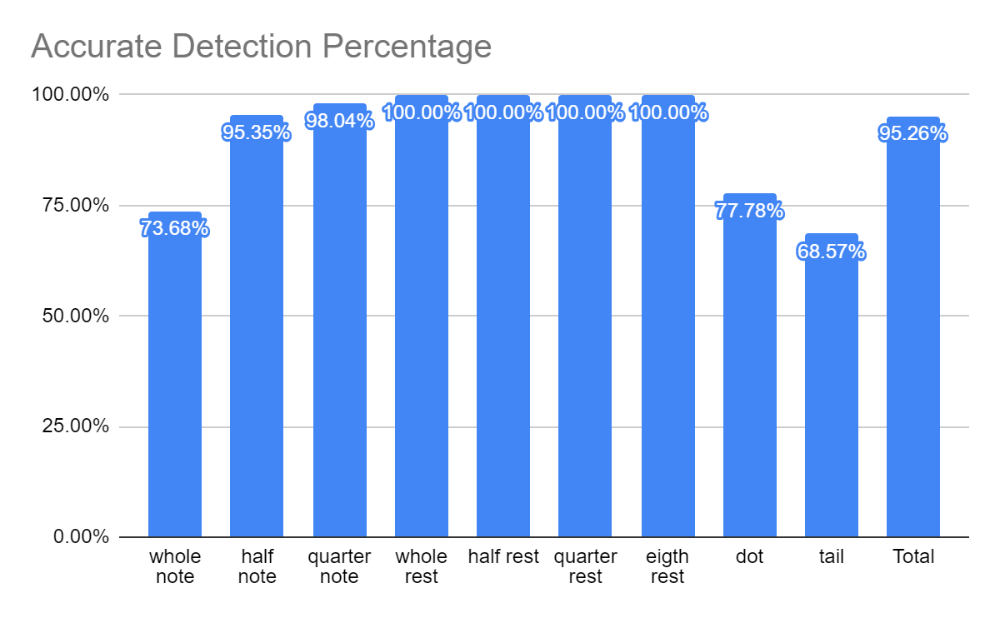 Accurate Detection Percentage
100.00%
75.00%
50.00%
25.00%
0.00%
73.68%
95.35%
98.04%
100.00%
100.00%
100.00%
100.00%
77.78%
68.57%
95.26%
whole
note
half
note
quarter
note
whole
rest
half rest
quarter
rest
eigth
rest
dot
tail
Total